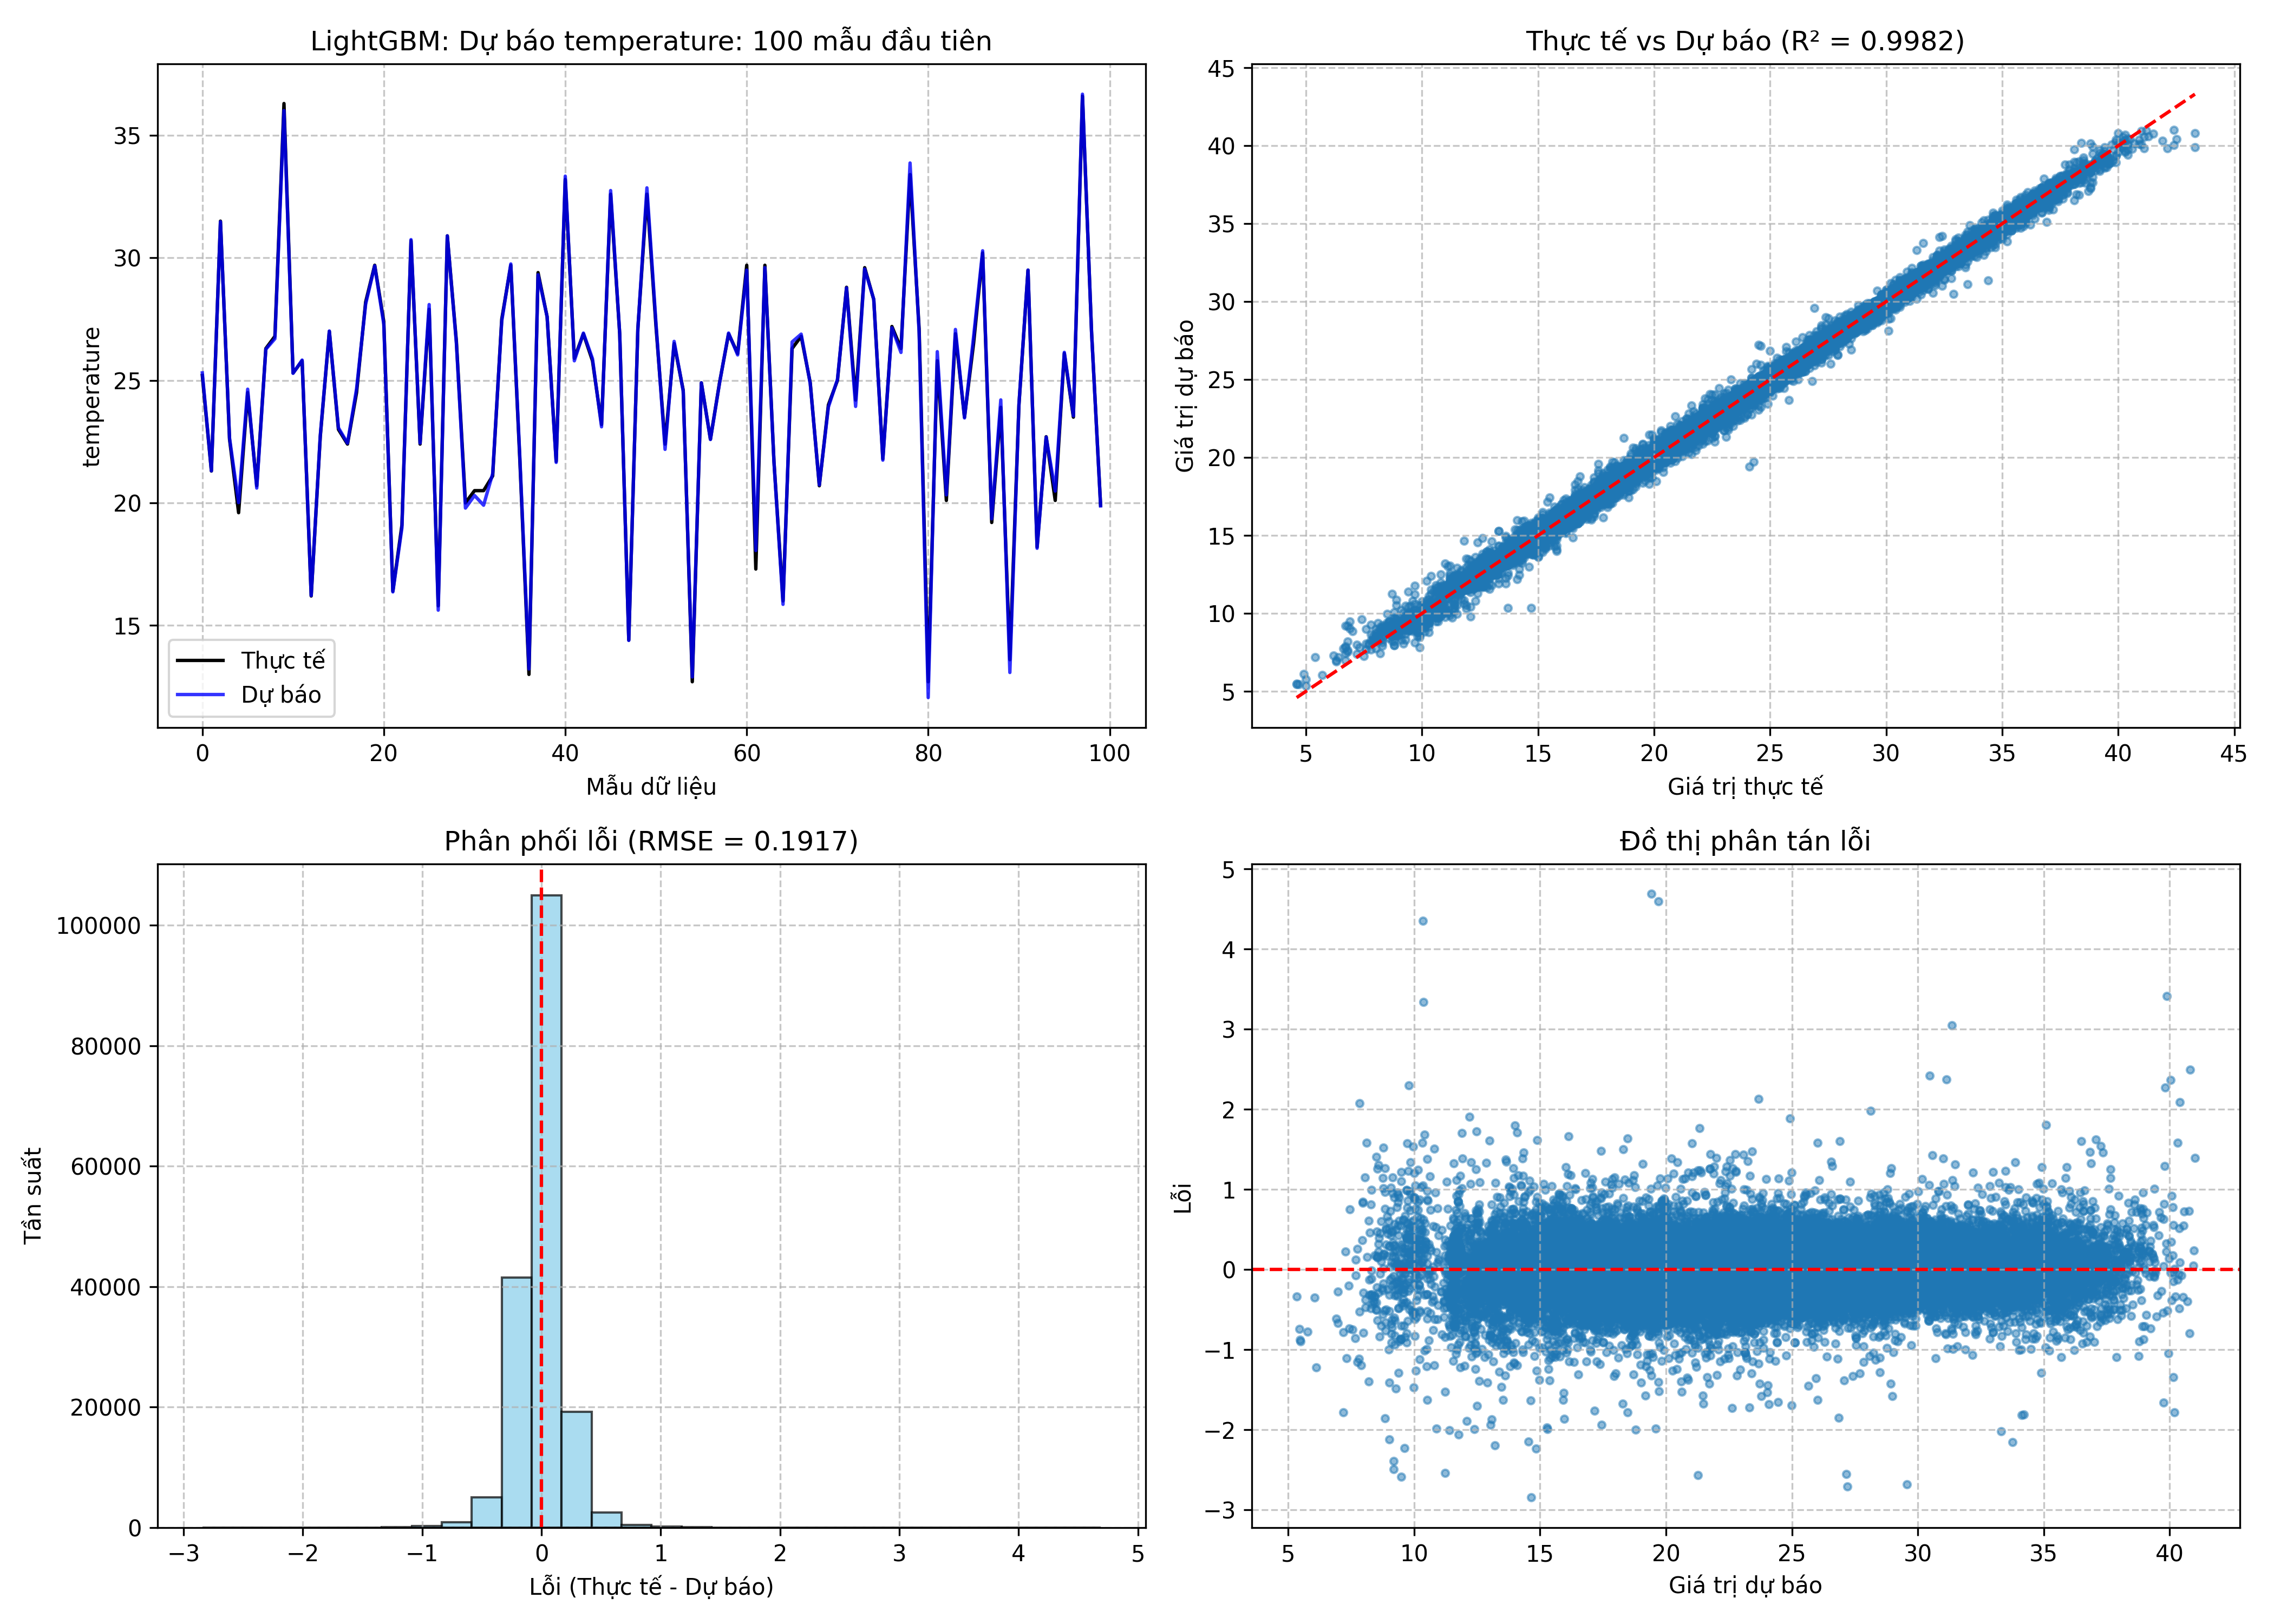 LightGBM: Dự báo temperature: 100 mẫu đầu tiên
temperature
35
30
25
20
15
Thực tế
Dự báo
0 20 40 60 80 100
Mẫu dữ liệu
Thực tế vs Dự báo (R² = 0.9982)
Giá trị dự báo
45
40
35
30
25
20
15
10
5
5 10 15 20 25 30 35 40 45
Giá trị thực tế
Phân phối lỗi (RMSE = 0.1917)
Tần suất
100000
80000
60000
40000
20000
0
−3 −2 −1 0 1 2 3 4 5
Lỗi (Thực tế - Dự báo)
Đồ thị phân tán lỗi
Lỗi
5
4
3
2
1
0
−1
−2
−3
5 10 15 20 25 30 35 40
Giá trị dự báo